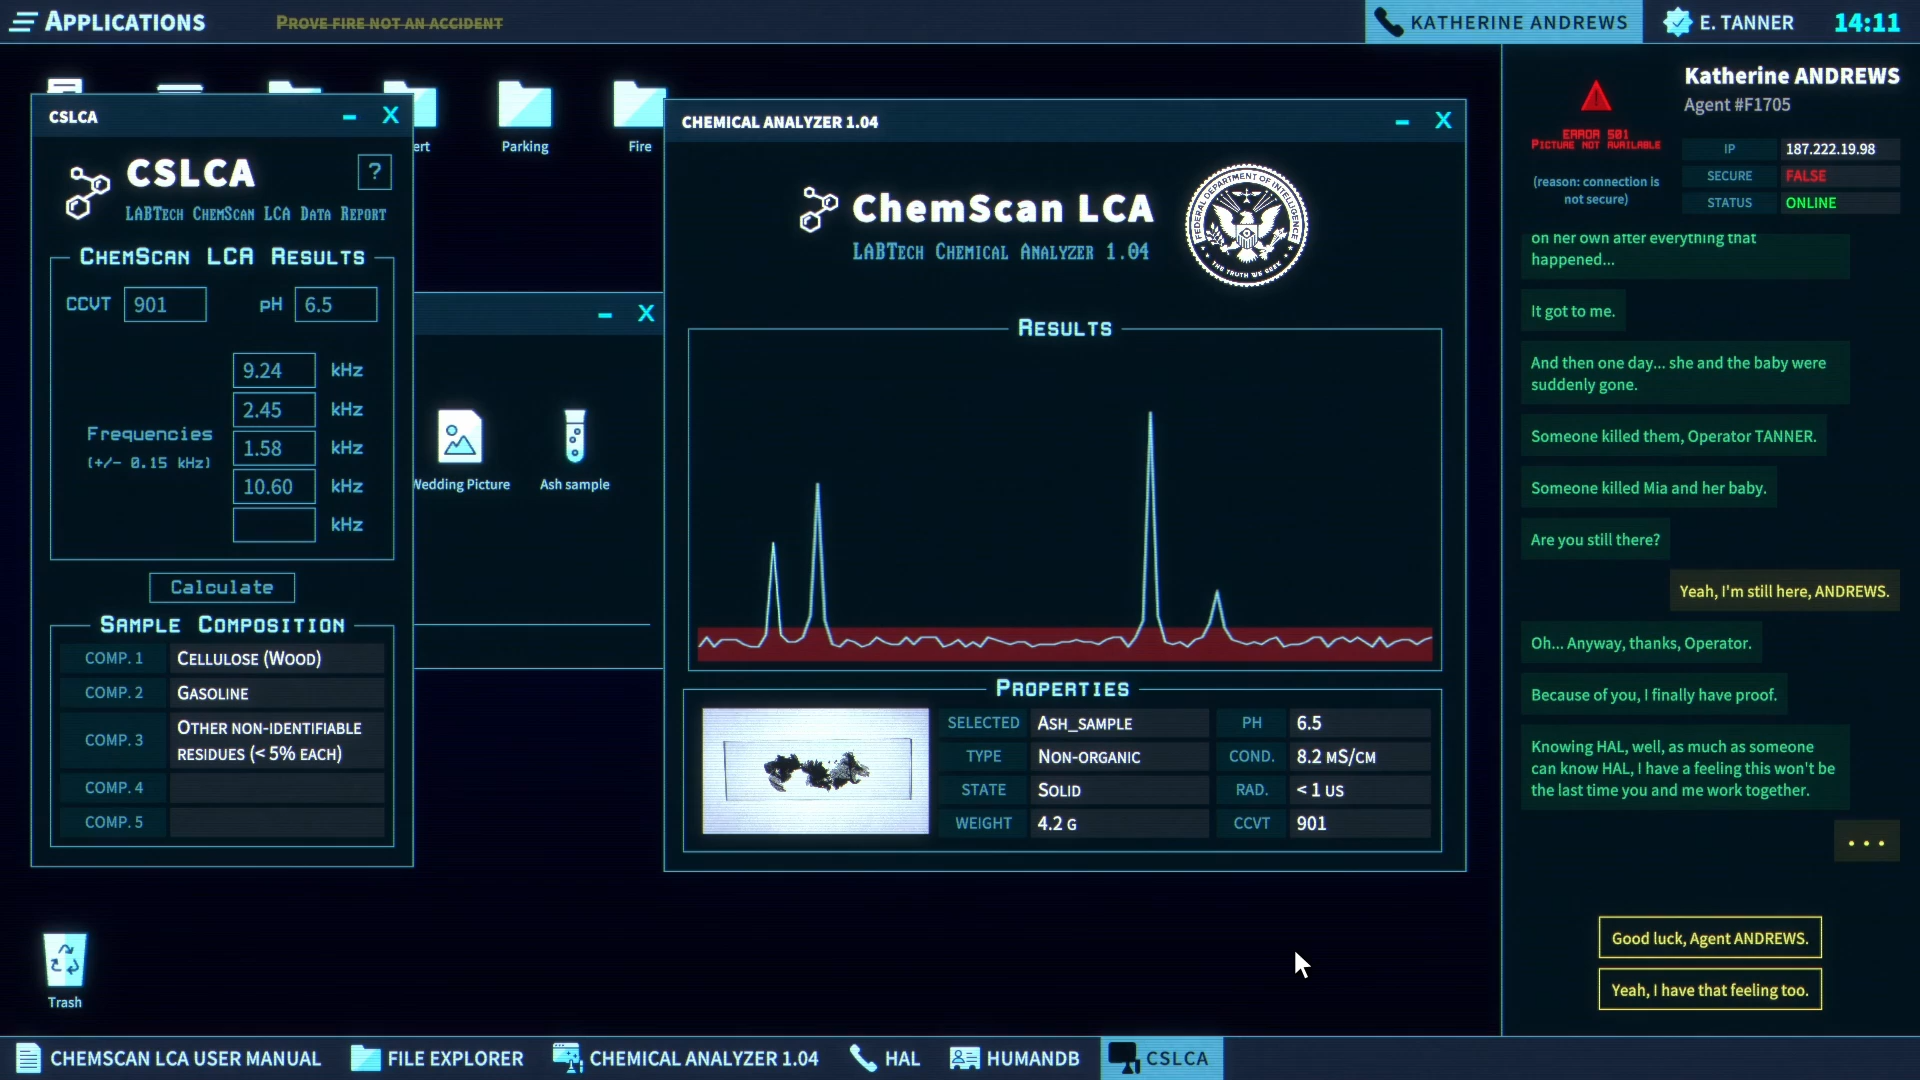 APPLICATIONS
PROVE FIRE NOT AN ACCIDENT
KATHERINE ANDREWS
E. TANNER
14:11
ert
Parking
Fire
CSLCA
CSLCA
?
LABTECH CHEMSCAN LCA DATA REPORT
CHEMSCAN LCA RESULTS
CCVT 901 pH 6.5
9.24 kHz
2.45 kHz
Frequencies
(+/- 0.15 kHz)
1.58 kHz
10.60 kHz
kHz
Calculate
SAMPLE COMPOSITION
COMP. 1 CELLULOSE (WOOD)
COMP. 2 GASOLINE
COMP. 3 OTHER NON-IDENTIFIABLE
RESIDUES (< 5% EACH)
COMP. 4
COMP. 5
Wedding Picture
Ash sample
CHEMICAL ANALYZER 1.04
ChemScan LCA
LABTECH CHEMICAL ANALYZER 1.04
FEDERAL DEPARTMENT OF INTELLIGENCE
THE TRUTH WE SEEK
RESULTS
PROPERTIES
SELECTED ASH_SAMPLE PH 6.5
TYPE NON-ORGANIC COND. 8.2 MS/CM
STATE SOLID RAD. < 1 US
WEIGHT 4.2 G CCVT 901
Katherine ANDREWS
Agent #F1705
ERROR 501
PICTURE NOT AVAILABLE
(reason: connection is
not secure)
IP 187.222.19.98
SECURE FALSE
STATUS ONLINE
on her own after everything that
happened...
It got to me.
And then one day... she and the baby were
suddenly gone.
Someone killed them, Operator TANNER.
Someone killed Mia and her baby.
Are you still there?
Yeah, I'm still here, ANDREWS.
Oh... Anyway, thanks, Operator.
Because of you, I finally have proof.
Knowing HAL, well, as much as someone
can know HAL, I have a feeling this won't be
the last time you and me work together.
...
Good luck, Agent ANDREWS.
Yeah, I have that feeling too.
Trash
CHEMSCAN LCA USER MANUAL
FILE EXPLORER
CHEMICAL ANALYZER 1.04
HAL
HUMANDB
CSLCA